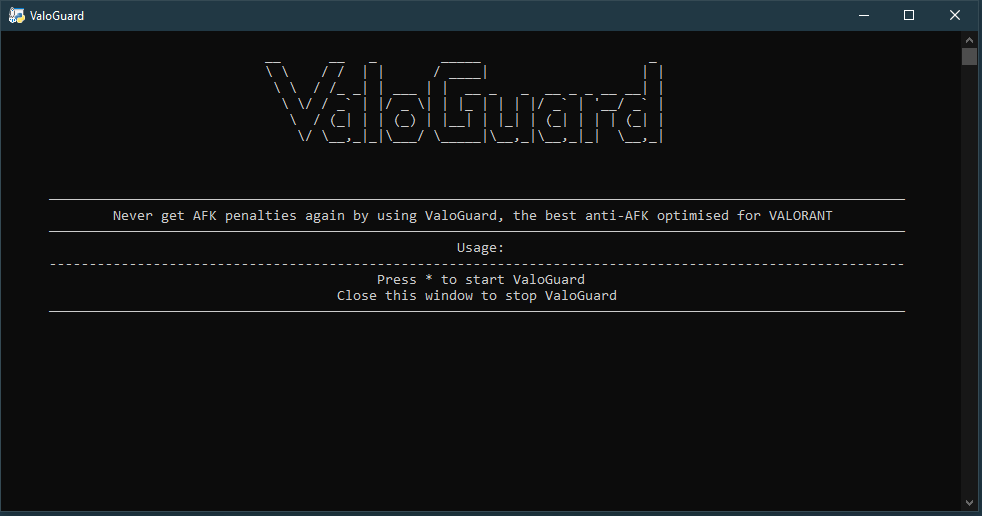 ValoGuard
ValoGuard
Never get AFK penalties again by using ValoGuard, the best anti-AFK optimised for VALORANT
Usage:
Press * to start ValoGuard
Close this window to stop ValoGuard